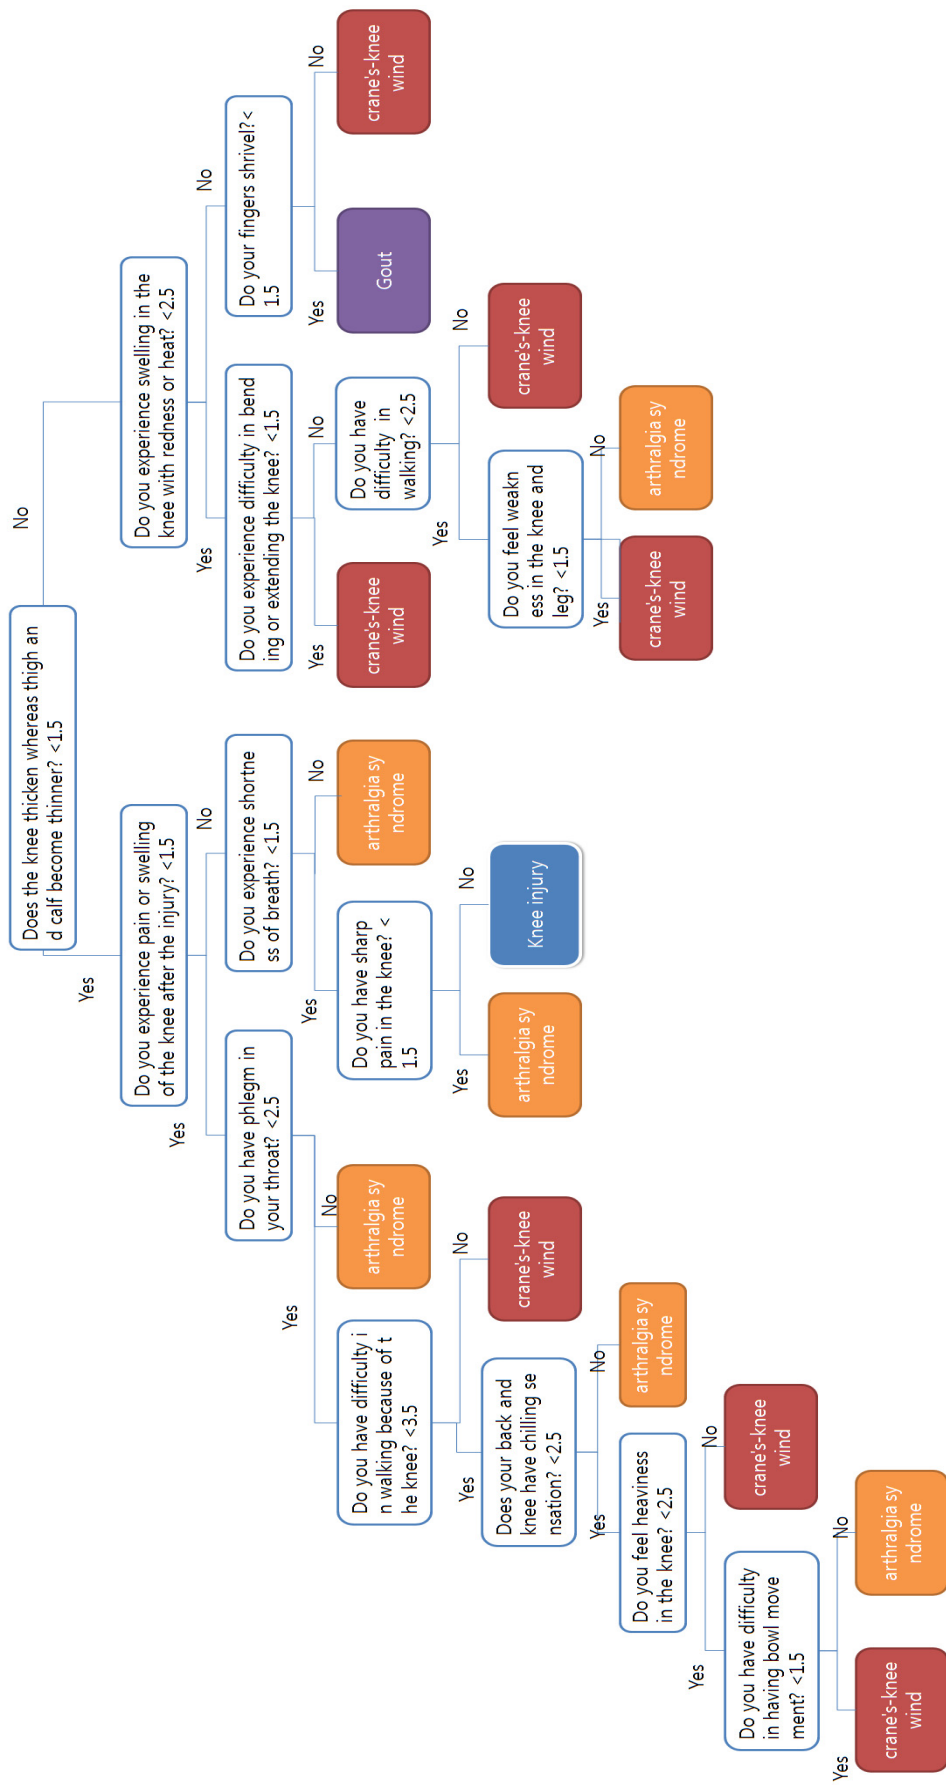 Does the knee thicken whereas thigh an
d calf become thinner? <1.5
Yes
No
Do you experience pain or swelling
of the knee after the injury? <1.5
Do you experience swelling in the
knee with redness or heat? <2.5
Yes
No
Yes
No
Do you have phlegm in
your throat? <2.5
Do you experience shortne
ss of breath? <1.5
Do you experience difficulty in bend
ing or extending the knee? <1.5
Do your fingers shrivel? <
1.5
Yes
No
Yes
No
Yes
No
Yes
No
Do you have difficulty i
n walking because of t
he knee? <3.5
arthralgia sy
ndrome
Do you have sharp
pain in the knee? <
1.5
arthralgia sy
ndrome
crane's-knee
wind
Do you have
difficulty in
walking? <2.5
Gout
crane's-knee
wind
Yes
No
Yes
No
Yes
No
Does your back and
knee have chilling se
nsation? <2.5
crane's-knee
wind
arthralgia sy
ndrome
Knee injury
Do you feel weakn
ess in the knee and
leg? <1.5
crane's-knee
wind
Yes
No
Yes
No
Do you feel heaviness
in the knee? <2.5
arthralgia sy
ndrome
crane's-knee
wind
arthralgia sy
ndrome
Yes
No
Do you have difficulty
in having bowl move
ment? <1.5
crane's-knee
wind
Yes
No
crane's-knee
wind
arthralgia sy
ndrome